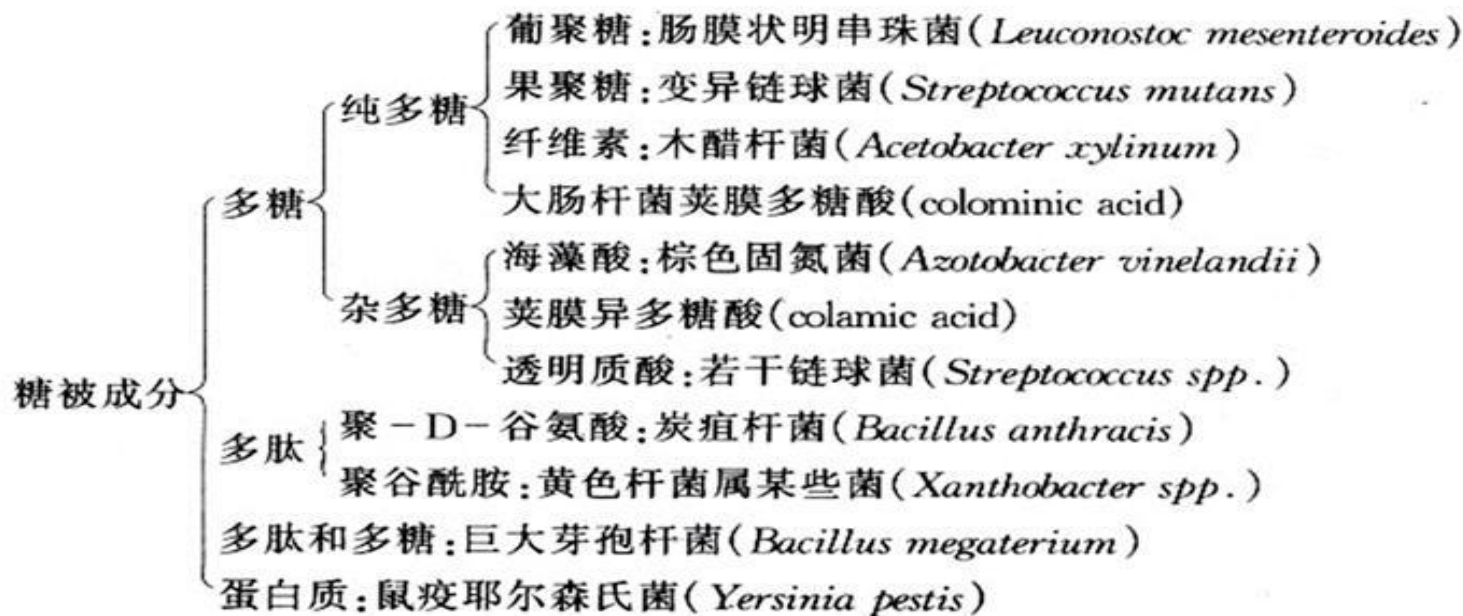 葡聚糖:肠膜状明串珠菌(Leuconostoc mesenteroides)
果聚糖:变异链球菌(Streptococcus mutans)
纯多糖
纤维素:木醋杆菌(Acetobacter xylinum)
多糖
大肠杆菌荚膜多糖酸(colominic acid)
海藻酸:棕色固氮菌(Azotobacter vinelandii)
杂多糖
荚膜异多糖酸(colamic acid)
透明质酸:若干链球菌(Streptococcus spp.)
糖被成分
聚-D-谷氨酸:炭疽杆菌(Bacillus anthracis)
多肽
聚谷酰胺:黄色杆菌属某些菌(Xanthobacter spp.)
多肽和多糖:巨大芽孢杆菌(Bacillus megaterium)
蛋白质:鼠疫耶尔森氏菌(Yersinia pestis)